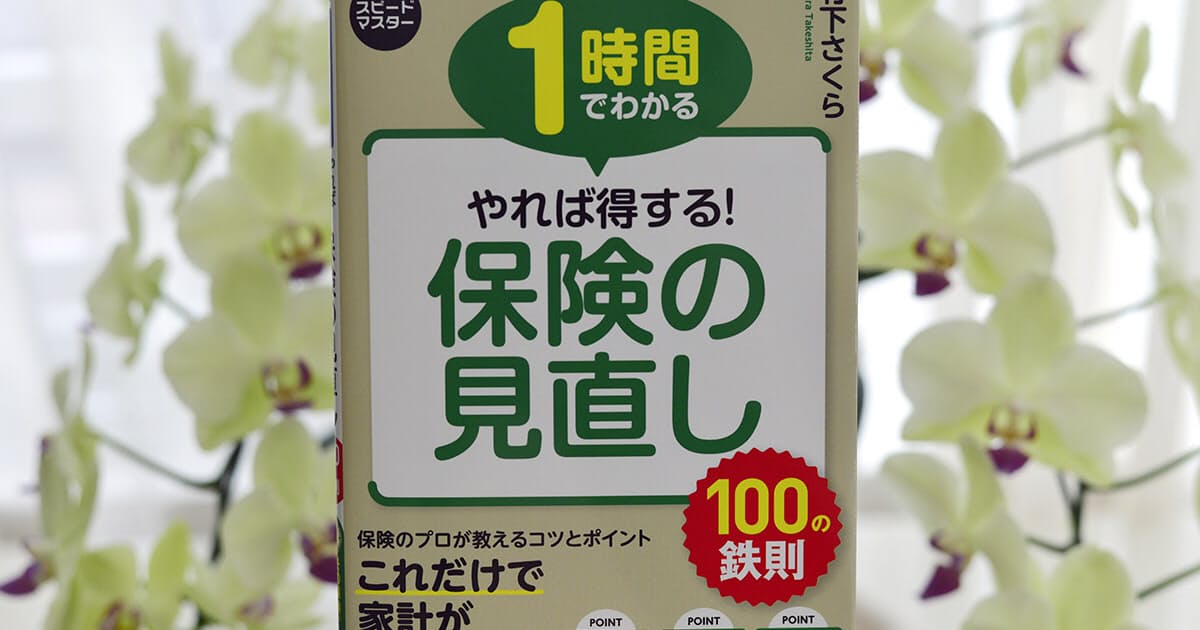 スピード
マスター
1時間
でわかる
下さくら
ra Takeshita
やれば得する!
保険の
見直し
100の
鉄則
保険のプロが教えるコツとポイント
これだけで
家計が
POINT
POINT
POINT